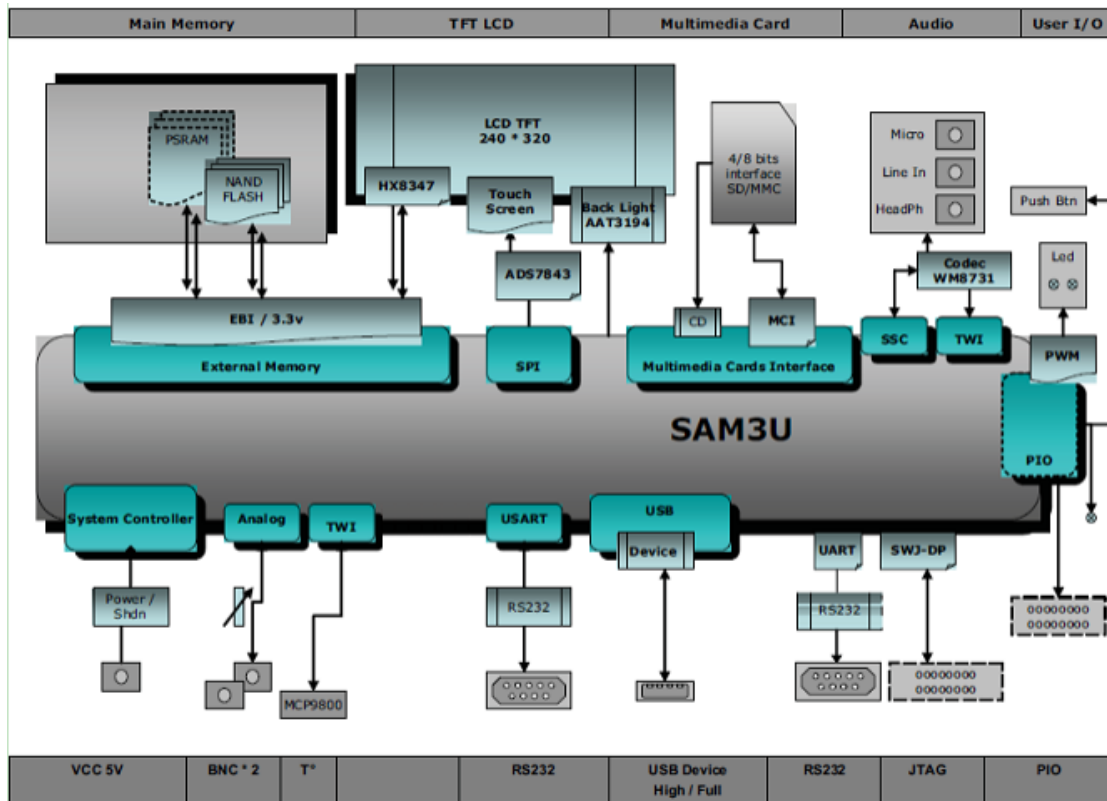 Main Memory
TFT LCD
Multimedia Card
Audio
User I/O
PSRAM
NAND
FLASH
LCD TFT
240 * 320
HX8347
Touch
Screen
Back Light
AAT3194
ADS7843
4/8 bits
interface
SD/MMC
Micro
Line In
HeadPh
Push Btn
Led
Codec
WM8731
EBI / 3.3v
CD
MCI
SSC
TWI
PWM
External Memory
SPI
Multimedia Cards Interface
SAM3U
PIO
System Controller
Analog
TWI
USART
USB
Device
UART
SWJ-DP
Power /
Shdn
RS232
RS232
MCP9800
OOOOOOOO
OOOOOOOO
OOOOOOOO
OOOOOOOO
VCC 5V
BNC * 2
T°
RS232
USB Device
High / Full
RS232
JTAG
PIO